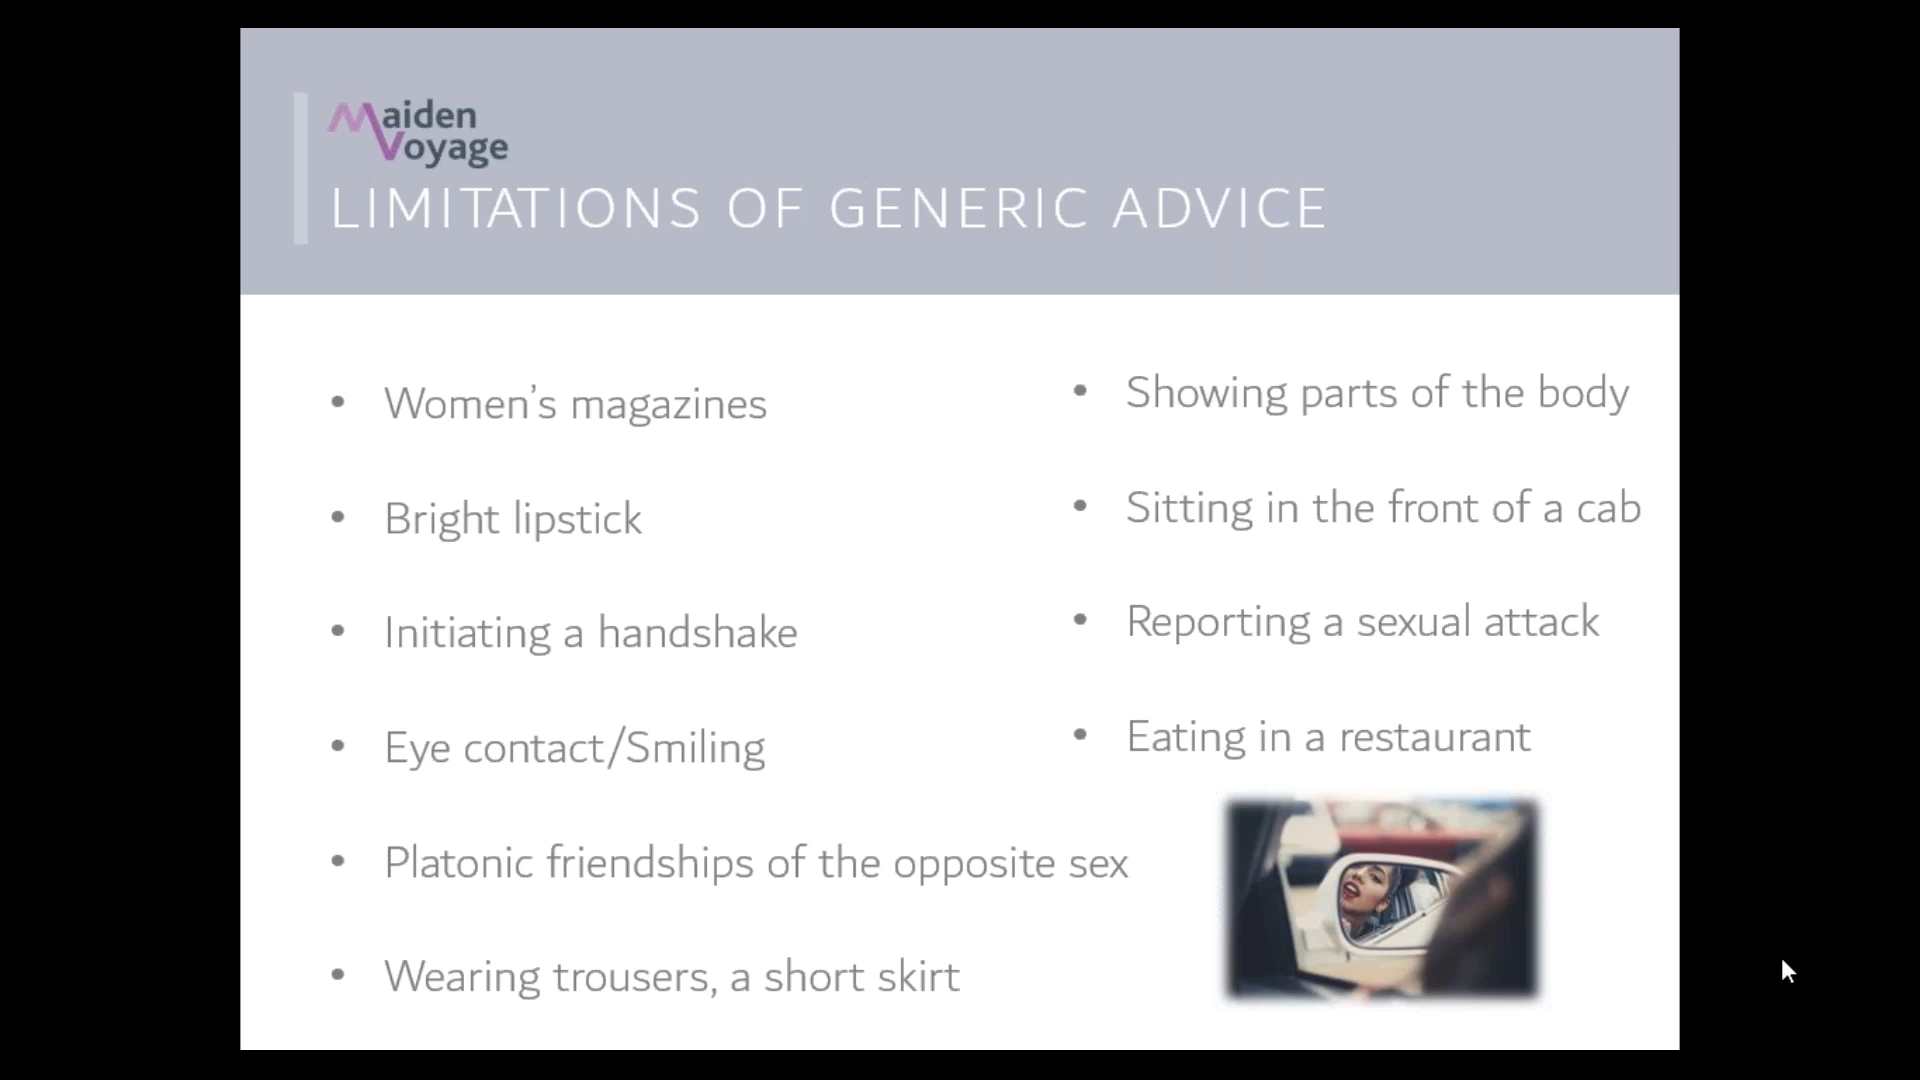 Maiden
Voyage
LIMITATIONS OF GENERIC ADVICE
• Women’s magazines
• Bright lipstick
• Initiating a handshake
• Eye contact/Smiling
• Platonic friendships of the opposite sex
• Wearing trousers, a short skirt
• Showing parts of the body
• Sitting in the front of a cab
• Reporting a sexual attack
• Eating in a restaurant